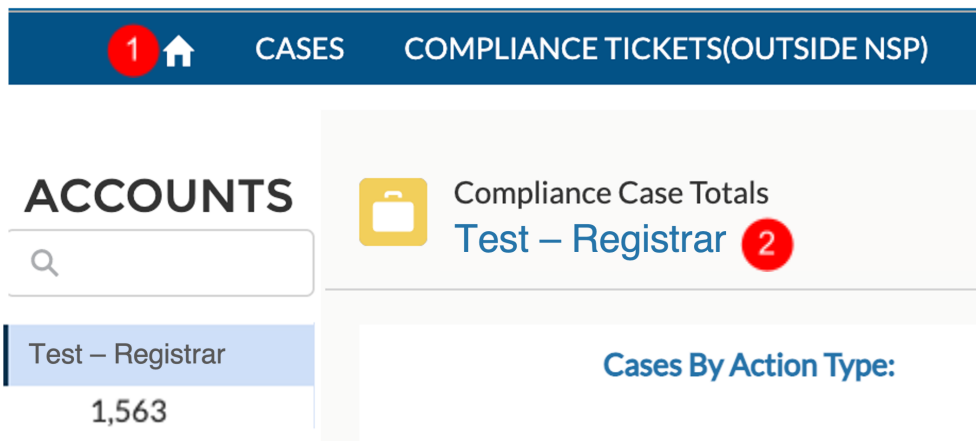 1 CASES COMPLIANCE TICKETS(OUTSIDE NSP)
ACCOUNTS
Compliance Case Totals
Test – Registrar 2
Test – Registrar
1,563
Cases By Action Type: